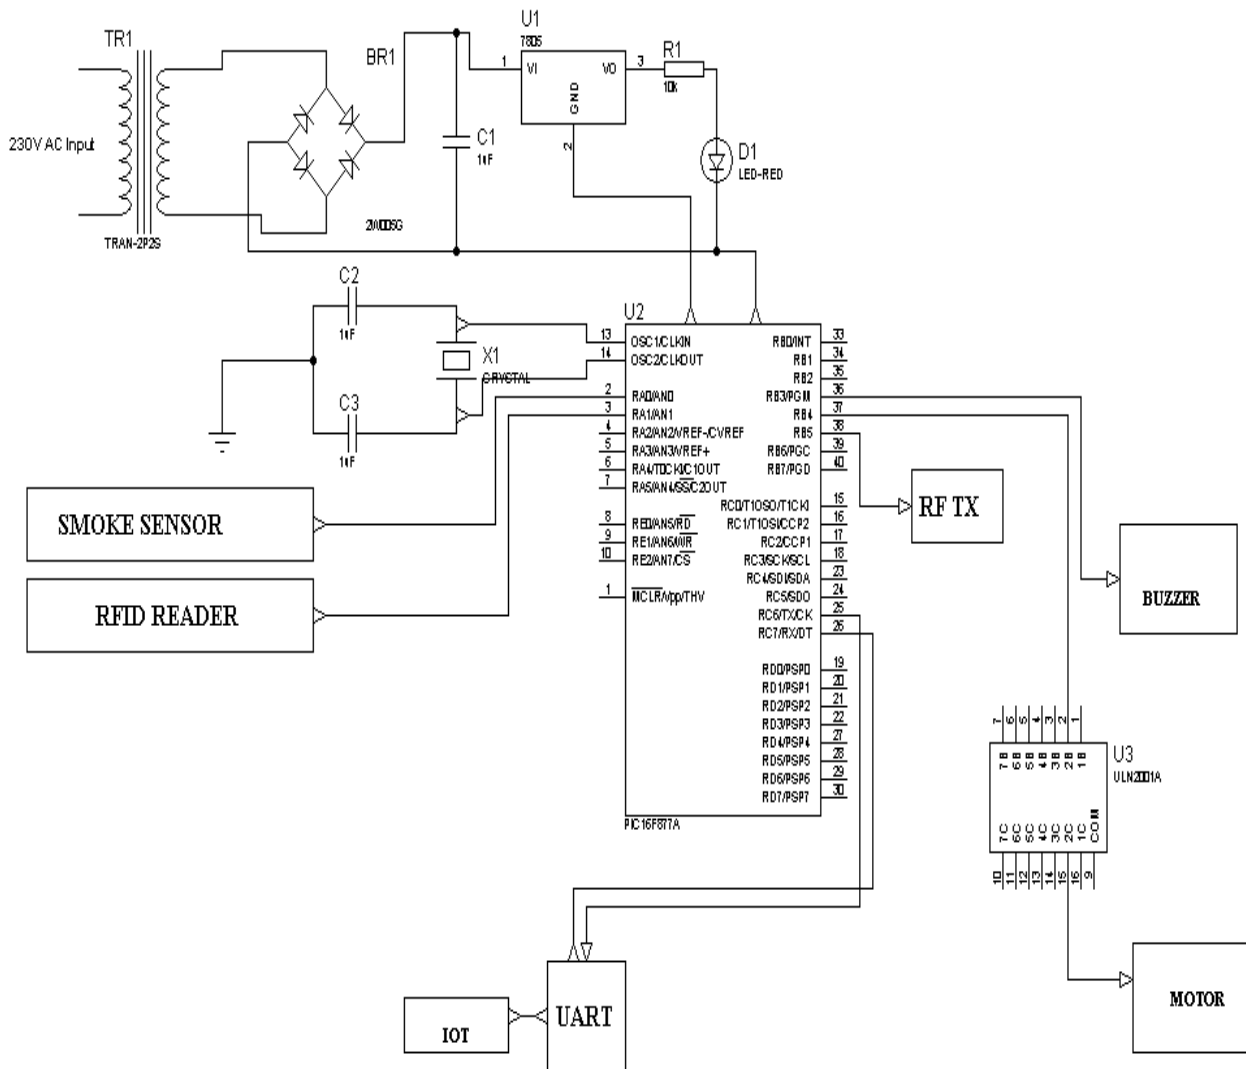 TR1
230V AC Input
TRAN-2P2S
BR1
2W005G
C1
1nF
U1
7805
1
VI
VO
3
GND
2
R1
10k
D1
LED-RED
C2
1nF
X1
CRYSTAL
C3
1nF
U2
13
OSC1/CLKIN
14
OSC2/CLKOUT
2
RA0/AN0
3
RA1/AN1
4
RA2/AN2/VREF-/CVREF
5
RA3/AN3/VREF+
6
RA4/T0CKI/C1OUT
7
RA5/AN4/SS/C2OUT
8
RE0/AN5/RD
9
RE1/AN6/WR
10
RE2/AN7/CS
1
MCLR/Vpp/THV
RB0/INT
33
RB1
34
RB2
35
RB3/PGM
36
RB4
37
RB5
38
RB6/PGC
39
RB7/PGD
40
RC0/T1OSO/T1CKI
15
RC1/T1OSI/CCP2
16
RC2/CCP1
17
RC3/SCK/SCL
18
RC4/SDI/SDA
23
RC5/SDO
24
RC6/TX/CK
25
RC7/RX/DT
26
RD0/PSP0
19
RD1/PSP1
20
RD2/PSP2
21
RD3/PSP3
22
RD4/PSP4
27
RD5/PSP5
28
RD6/PSP6
29
RD7/PSP7
30
PIC16F877A
SMOKE SENSOR
RFID READER
RF TX
BUZZER
7 6 5 4 3 2 1
7B 6B 5B 4B 3B 2B 1B
U3
ULN2001A
7C 6C 5C 4C 3C 2C 1C COM
10 11 12 13 14 15 16 9
MOTOR
UART
IOT